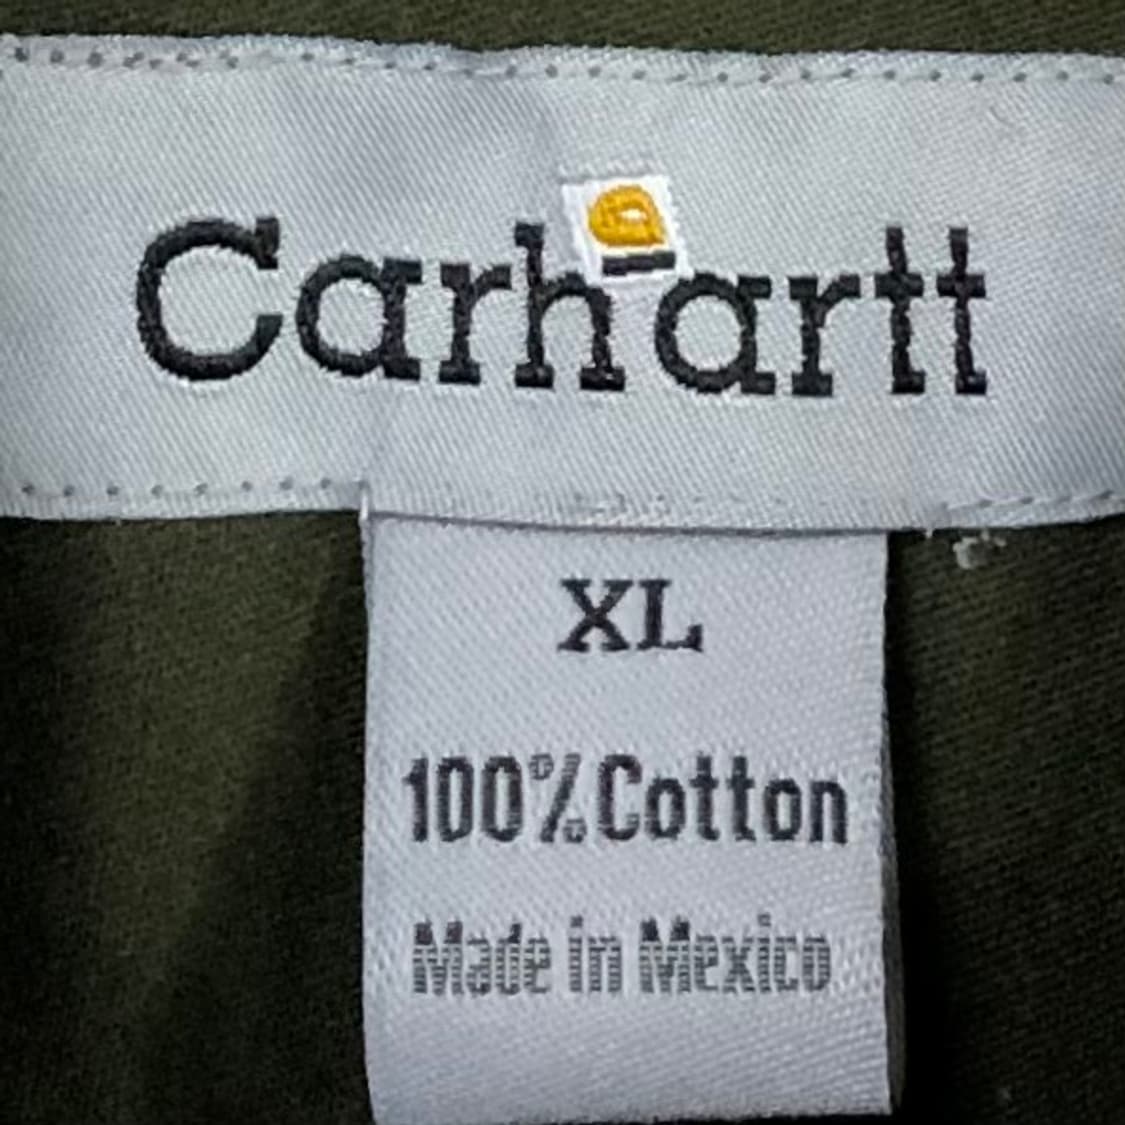 Carhartt
XL
100% Cotton
Made in Mexico